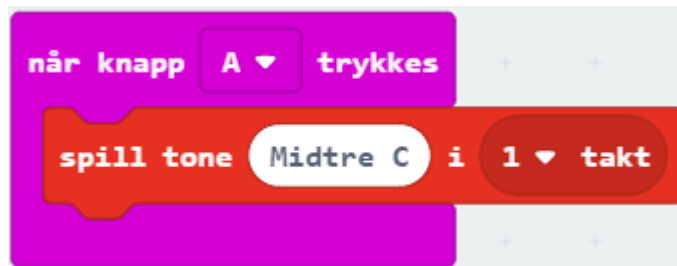 når knapp A trykkes
spill tone Midtre C i 1 takt